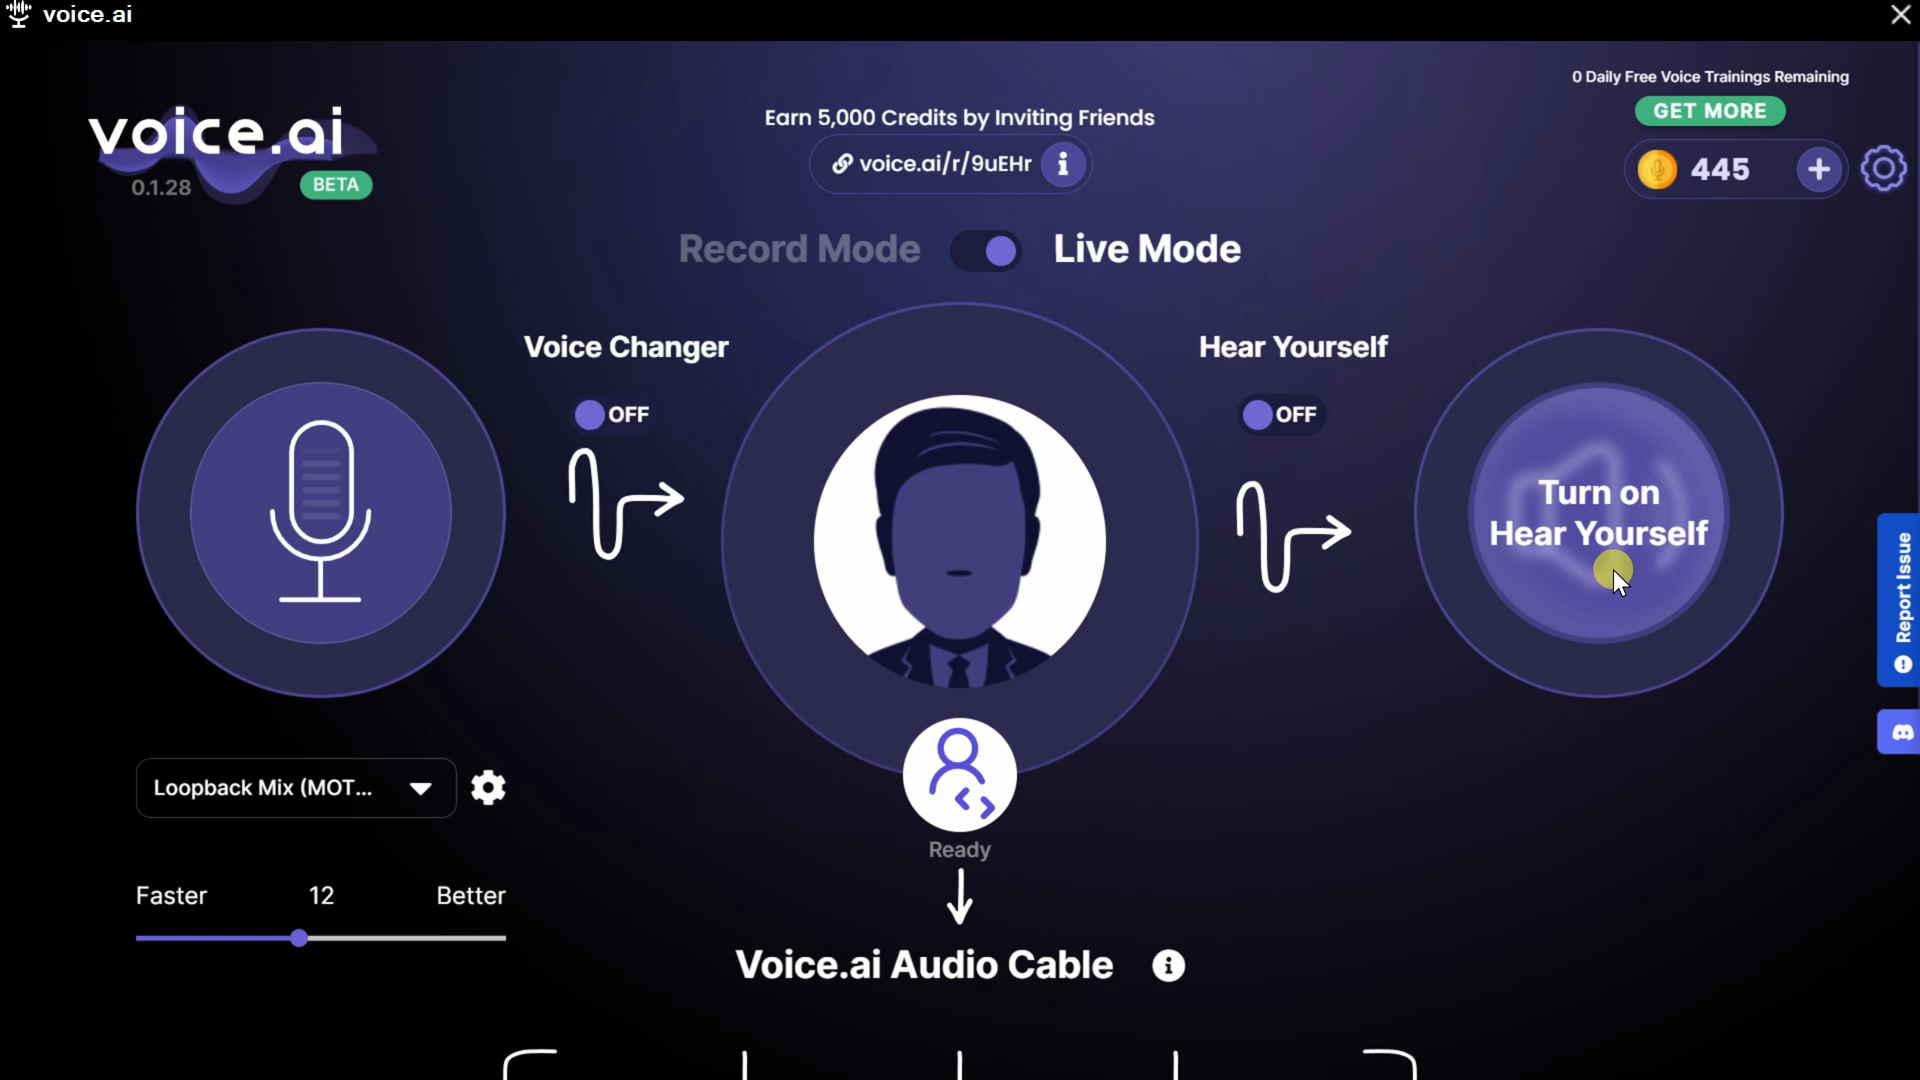 voice.ai
0 Daily Free Voice Trainings Remaining
GET MORE
445
voice.ai
0.1.28
BETA
Earn 5,000 Credits by Inviting Friends
voice.ai/r/9uEHr
Record Mode
Live Mode
Voice Changer
OFF
Hear Yourself
OFF
Turn on
Hear Yourself
Report Issue
Loopback Mix (MOT...
Ready
Faster 12 Better
Voice.ai Audio Cable